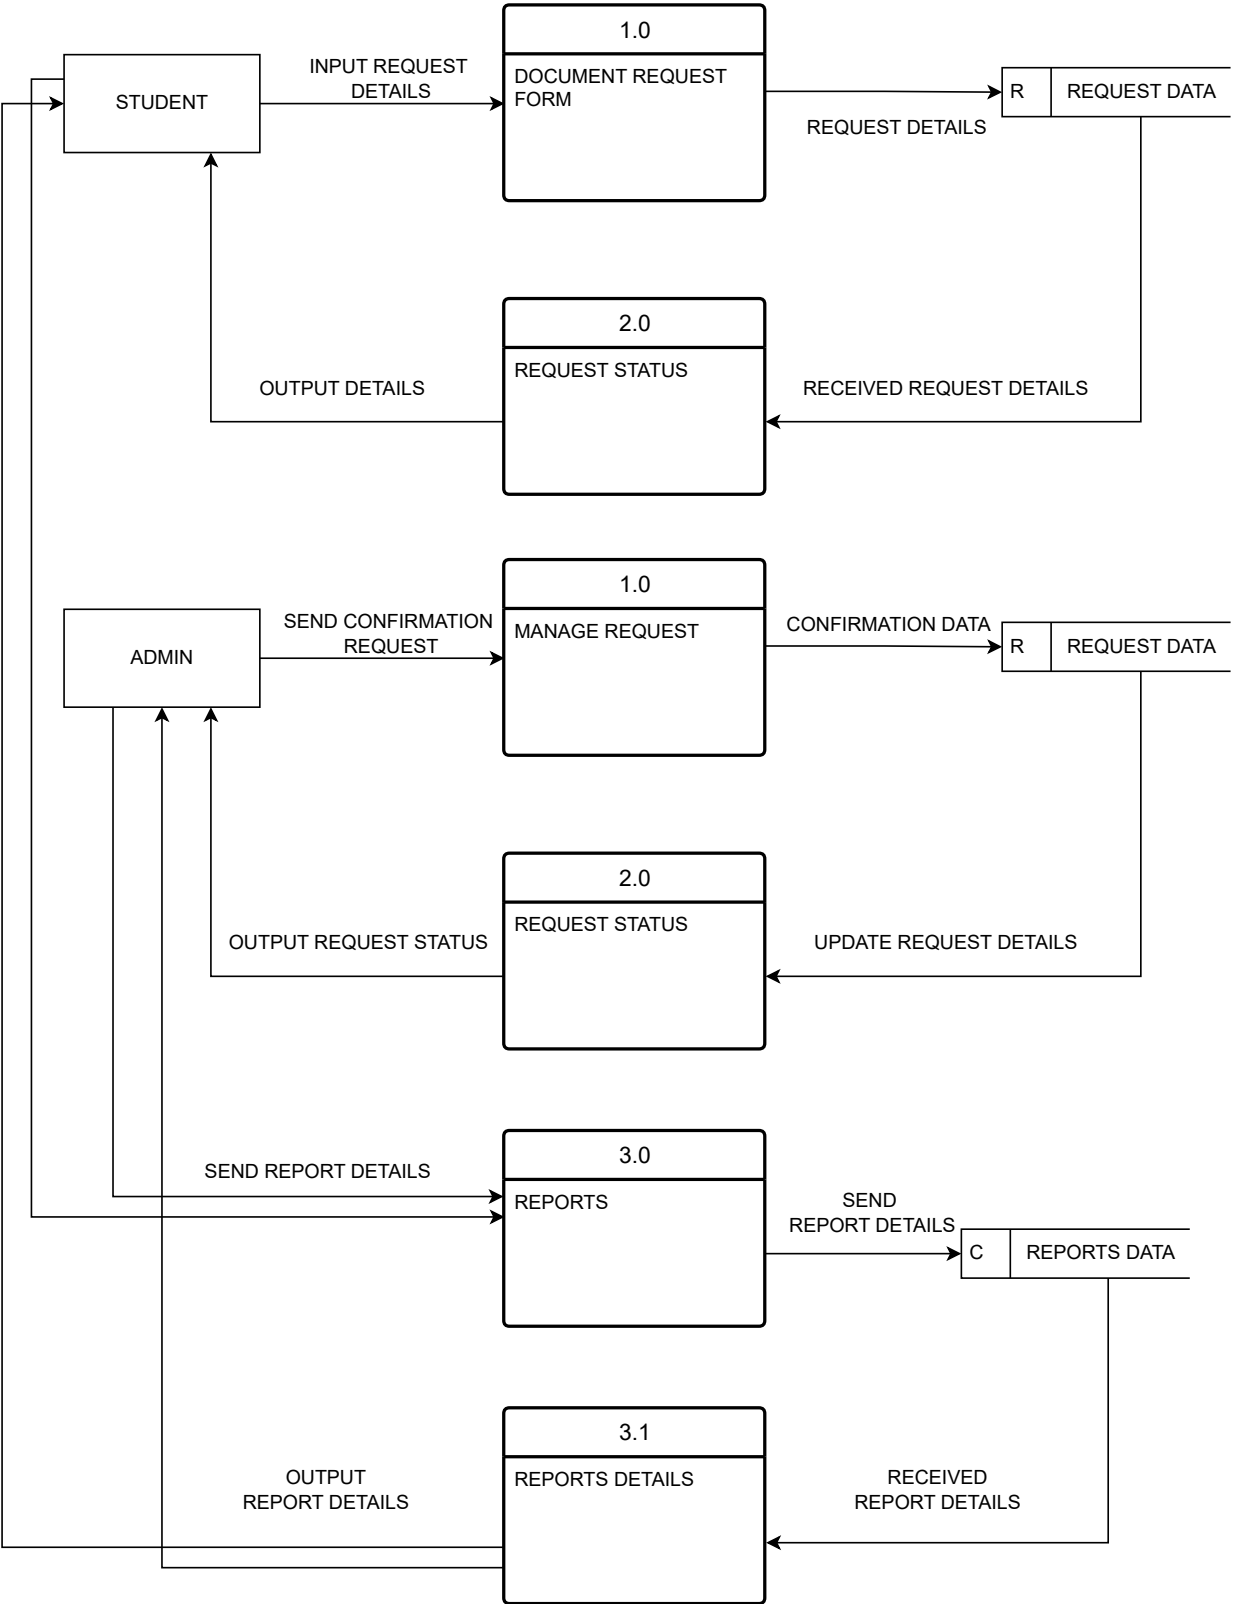 1.0
INPUT REQUEST
DETAILS
DOCUMENT REQUEST
FORM
STUDENT
R
REQUEST DATA
REQUEST DETAILS
2.0
REQUEST STATUS
OUTPUT DETAILS
RECEIVED REQUEST DETAILS
1.0
SEND CONFIRMATION
REQUEST
MANAGE REQUEST
CONFIRMATION DATA
ADMIN
R
REQUEST DATA
2.0
REQUEST STATUS
OUTPUT REQUEST STATUS
UPDATE REQUEST DETAILS
3.0
SEND REPORT DETAILS
REPORTS
SEND
REPORT DETAILS
C
REPORTS DATA
3.1
OUTPUT
REPORT DETAILS
REPORTS DETAILS
RECEIVED
REPORT DETAILS